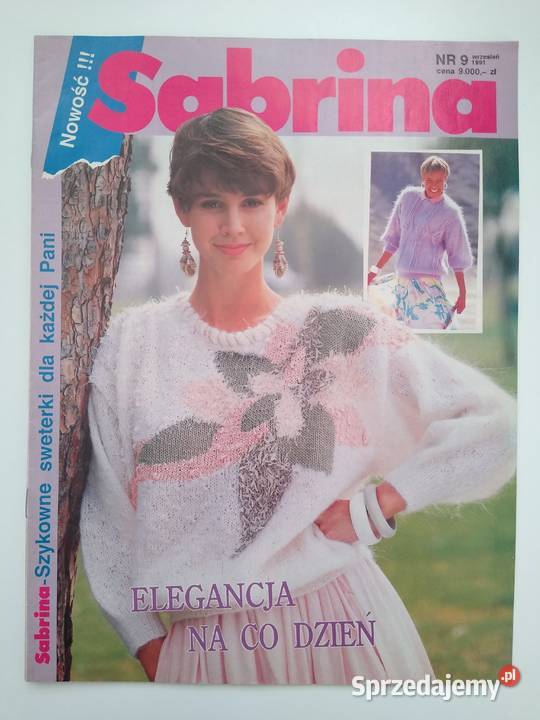 Nowość !!!
Sabrina
NR 9 wrzesień 1991
cena 9.000,- zł
Sabrina-Szykowne sweterki dla każdej Pani
ELEGANCJA
NA CO DZIEŃ
Sprzedajemy.pl